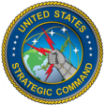 UNITED STATES
STRATEGIC COMMAND